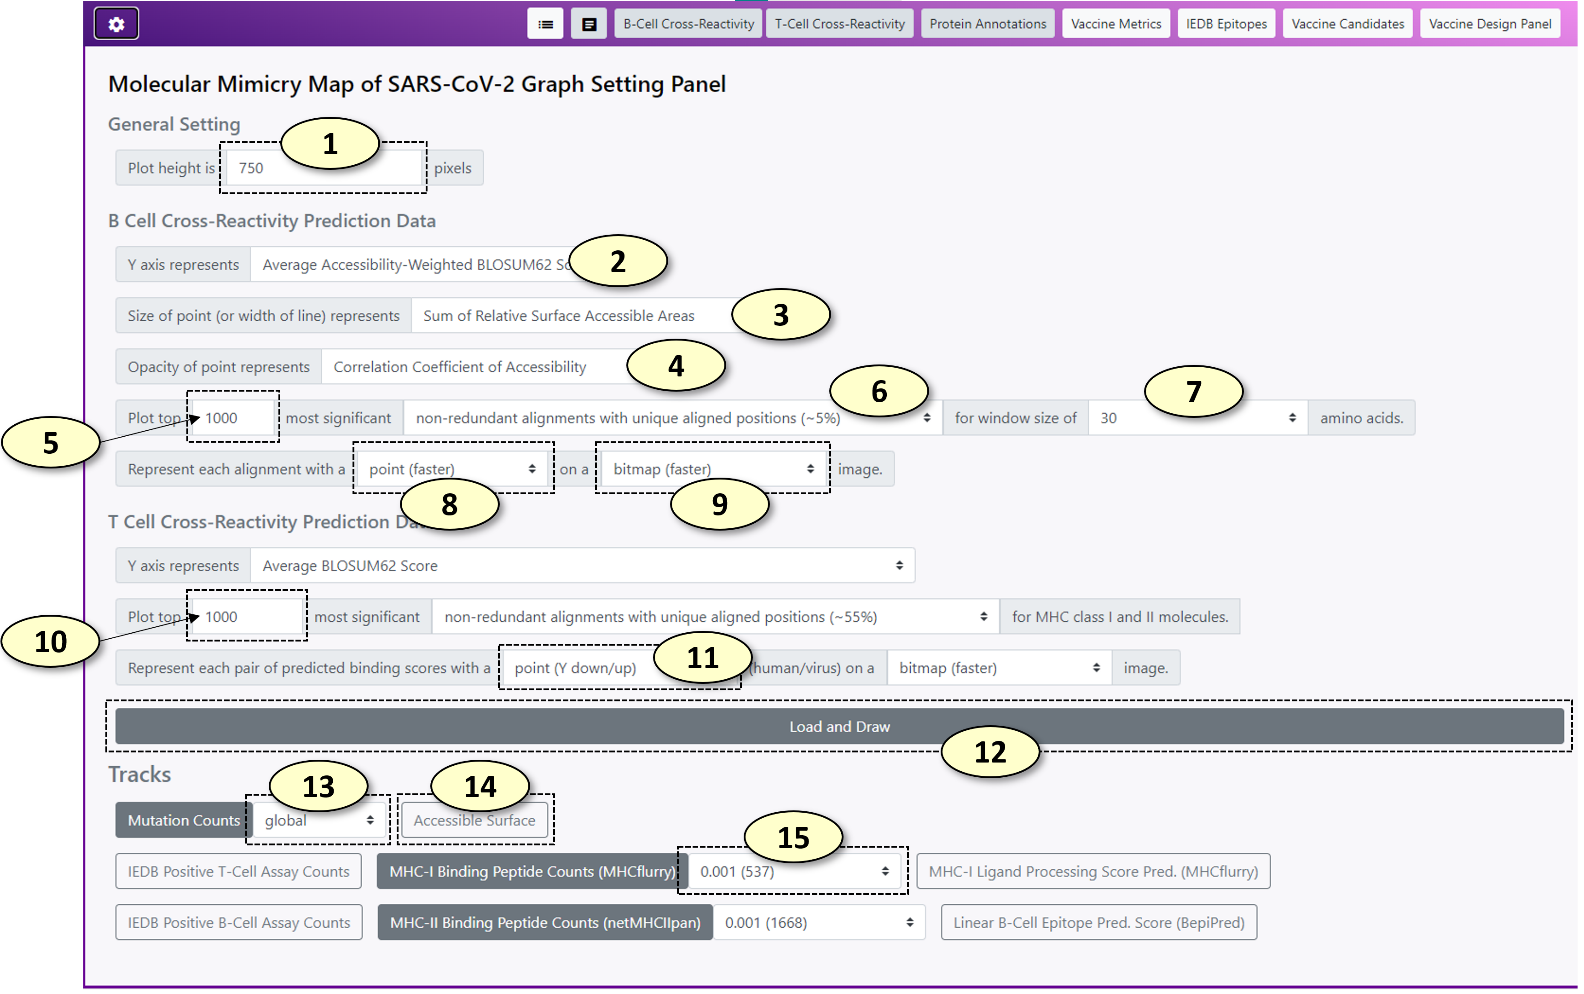 B-Cell Cross-Reactivity T-Cell Cross-Reactivity Protein Annotations Vaccine Metrics IEDB Epitopes Vaccine Candidates Vaccine Design Panel
Molecular Mimicry Map of SARS-CoV-2 Graph Setting Panel
General Setting
1
Plot height is 750 pixels
B Cell Cross-Reactivity Prediction Data
Y axis represents Average Accessibility-Weighted BLOSUM62 2
Size of point (or width of line) represents Sum of Relative Surface Accessible Areas 3
Opacity of point represents Correlation Coefficient of Accessibility 4
5 Plot top 1000 most significant non-redundant alignments with unique aligned positions (~5%) 6 for window size of 30 7 amino acids.
Represent each alignment with a point (faster) on a bitmap (faster) image.
8 9
T Cell Cross-Reactivity Prediction
Y axis represents Average BLOSUM62 Score
10 Plot top 1000 most significant non-redundant alignments with unique aligned positions (~55%) for MHC class I and II molecules.
Represent each pair of predicted binding scores with a point (Y down/up) 11 (human/virus) on a bitmap (faster) image.
Load and Draw
12
Tracks
13 14
Mutation Counts global Accessible Surface
15
IEDB Positive T-Cell Assay Counts MHC-I Binding Peptide Counts (MHCflurry) 0.001 (537) MHC-I Ligand Processing Score Pred. (MHCflurry)
IEDB Positive B-Cell Assay Counts MHC-II Binding Peptide Counts (netMHCIIpan) 0.001 (1668) Linear B-Cell Epitope Pred. Score (BepiPred)